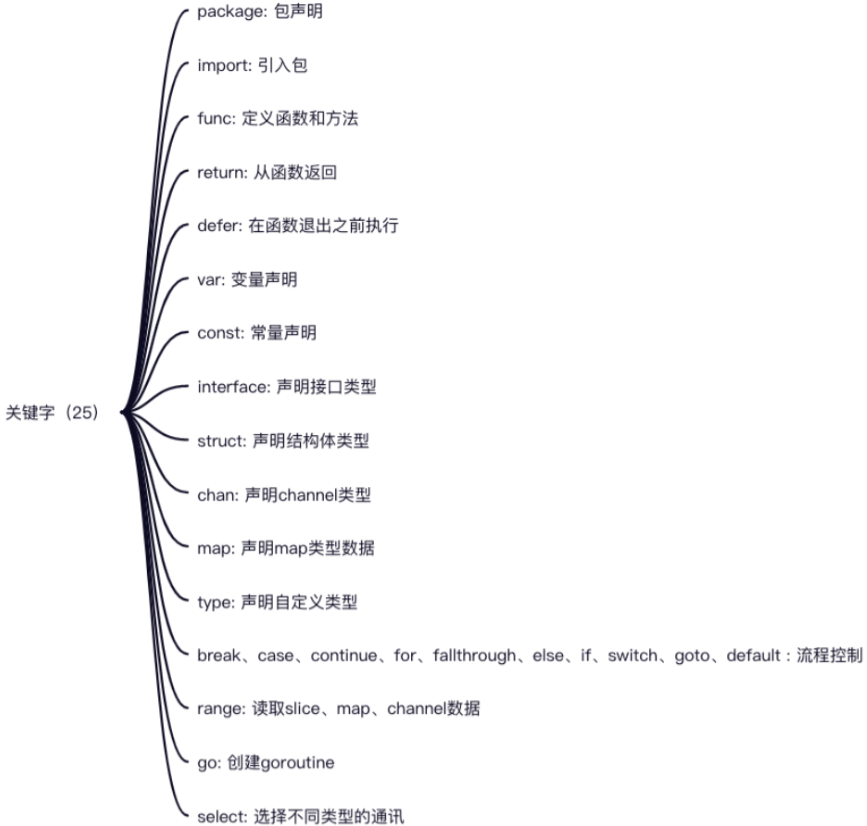 package: 包声明
import: 引入包
func: 定义函数和方法
return: 从函数返回
defer: 在函数退出之前执行
var: 变量声明
const: 常量声明
interface: 声明接口类型
关键字（25）
struct: 声明结构体类型
chan: 声明channel类型
map: 声明map类型数据
type: 声明自定义类型
break、case、continue、for、fallthrough、else、if、switch、goto、default : 流程控制
range: 读取slice、map、channel数据
go: 创建goroutine
select: 选择不同类型的通讯